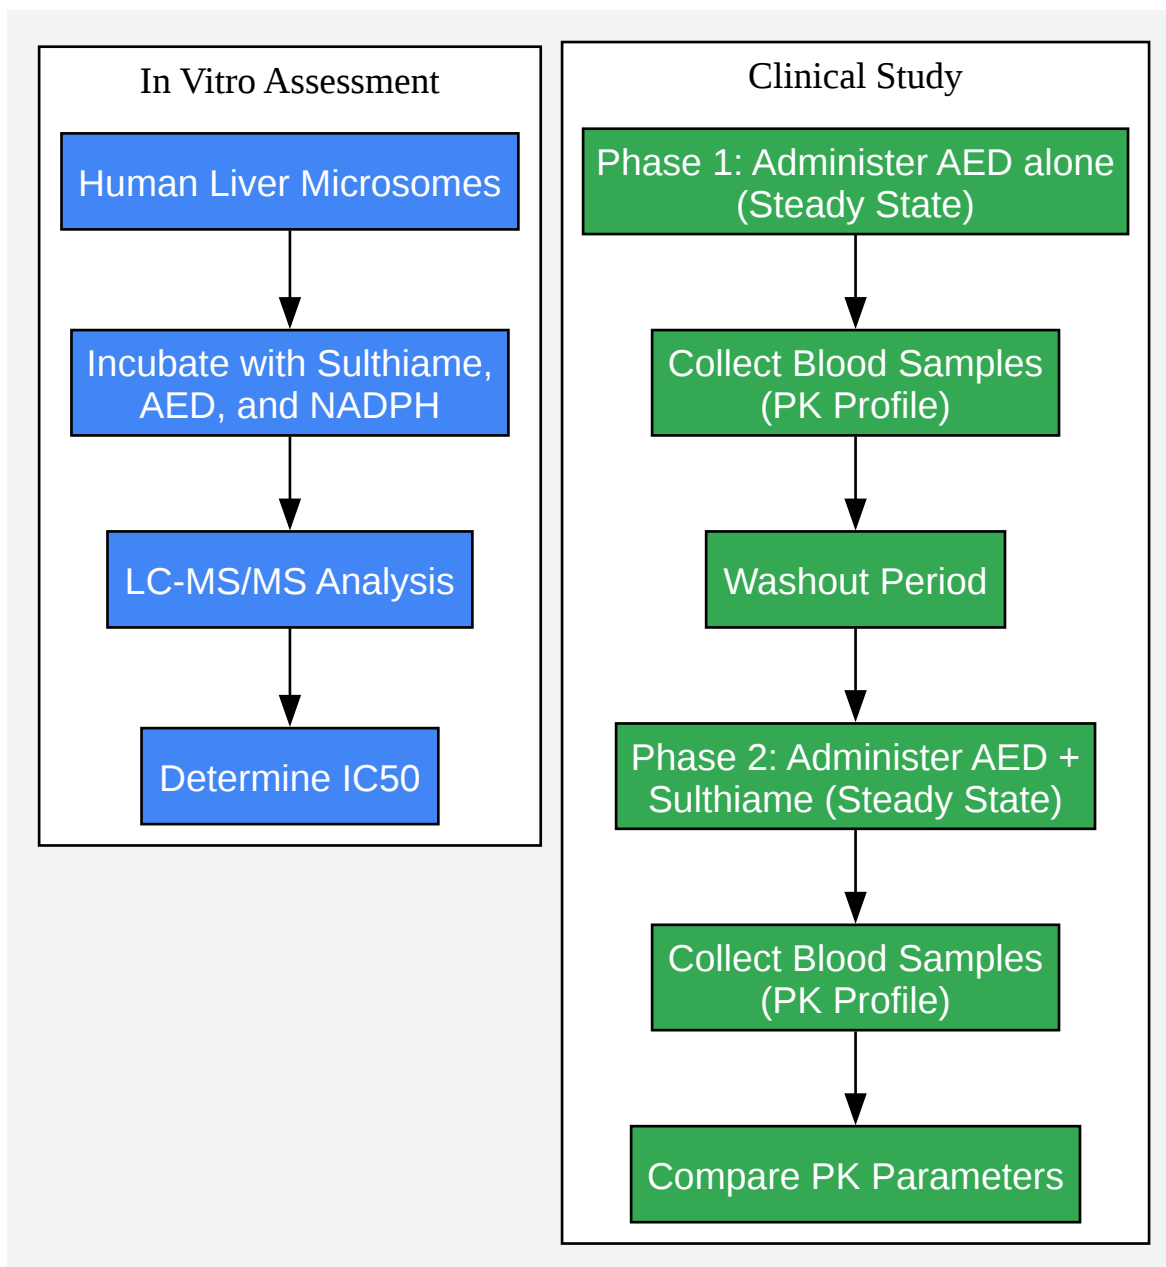 In Vitro Assessment
Human Liver Microsomes
Incubate with Sulthiame,
AED, and NADPH
LC-MS/MS Analysis
Determine IC50
Clinical Study
Phase 1: Administer AED alone
(Steady State)
Collect Blood Samples
(PK Profile)
Washout Period
Phase 2: Administer AED +
Sulthiame (Steady State)
Collect Blood Samples
(PK Profile)
Compare PK Parameters